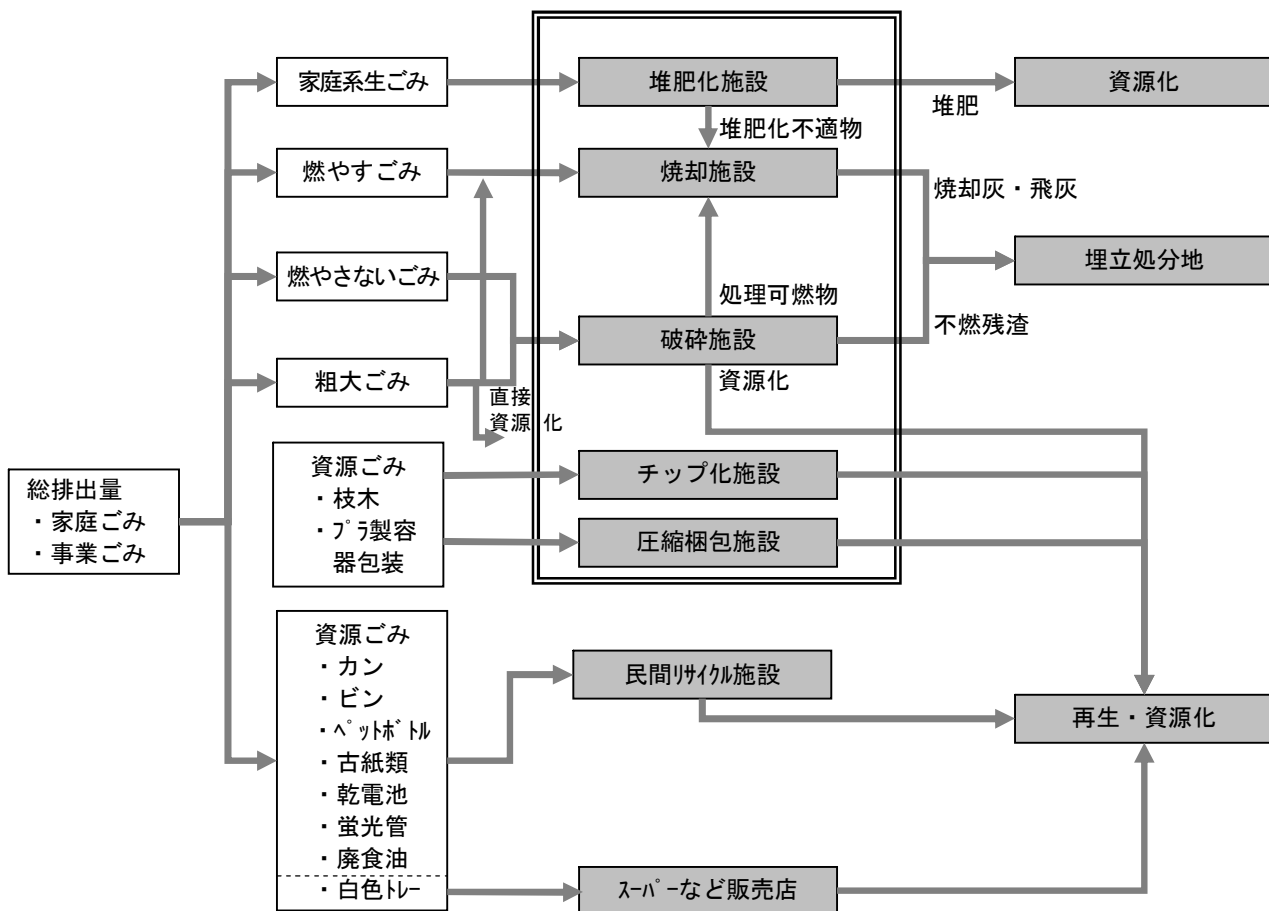 家庭系生ごみ
堆肥化施設
資源化
堆肥
堆肥化不適物
燃やすごみ
焼却施設
焼却灰・飛灰
燃やさないごみ
埋立処分地
処理可燃物
不燃残渣
破砕施設
粗大ごみ
資源化
直接
資源化
資源ごみ
・枝木
・プラ製容
器包装
チップ化施設
圧縮梱包施設
総排出量
・家庭ごみ
・事業ごみ
資源ごみ
・カン
・ビン
・ペットボトル
・古紙類
・乾電池
・蛍光管
・廃食油
・白色トレー
民間リサイクル施設
再生・資源化
スーパーなど販売店